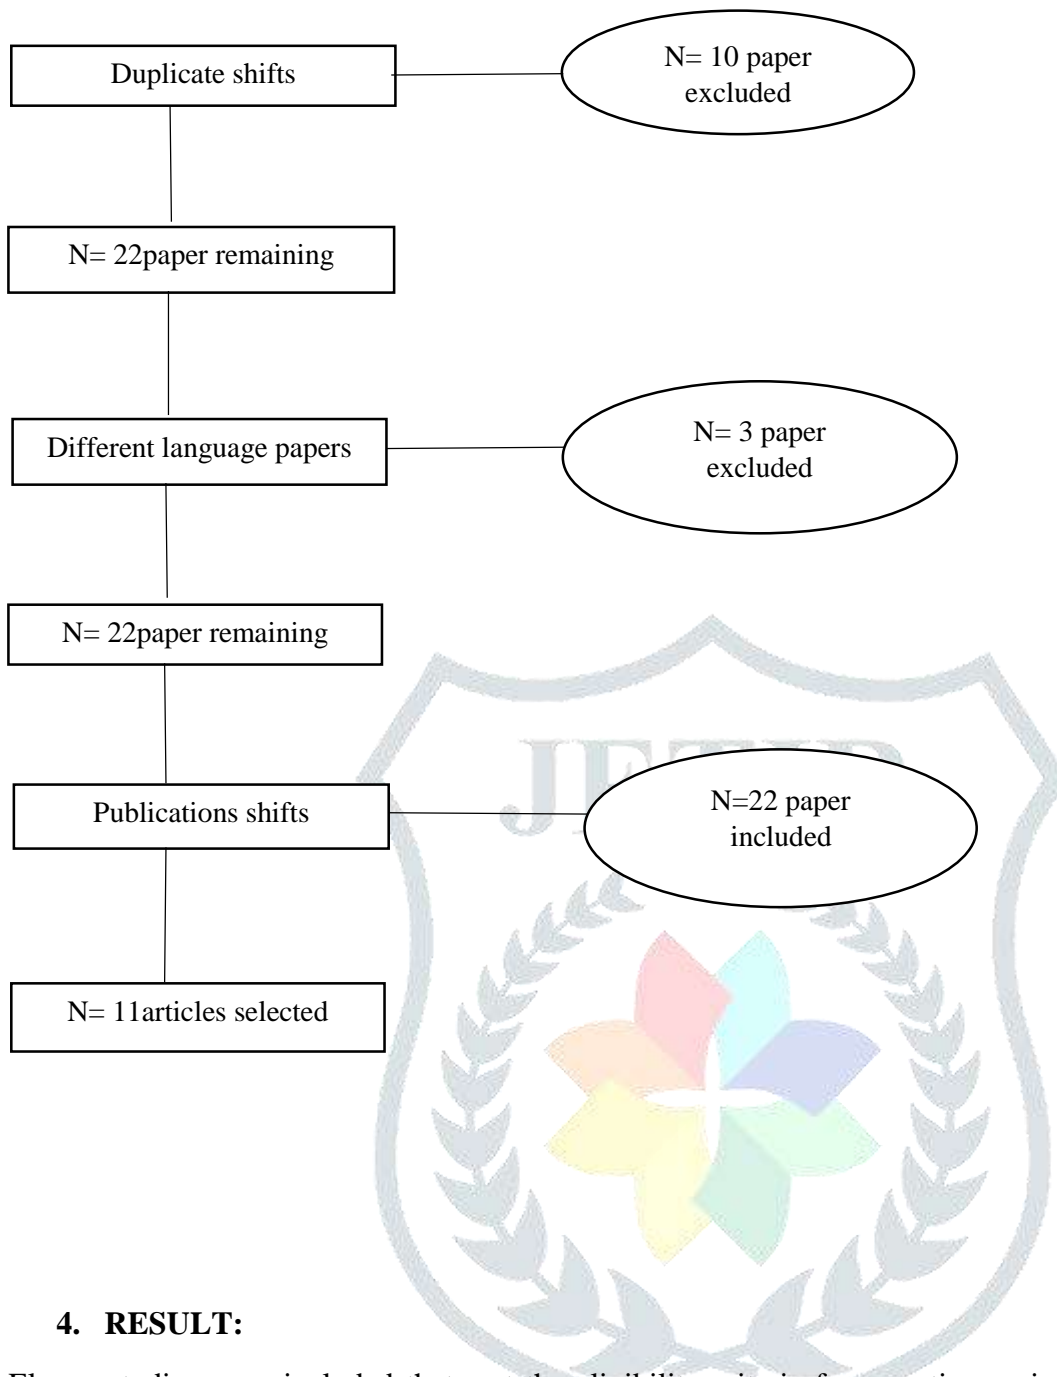 Duplicate shifts
N= 10 paper
excluded
N= 22paper remaining
Different language papers
N= 3 paper
excluded
N= 22paper remaining
JETIR
Publications shifts
N=22 paper
included
N= 11articles selected
4. RESULT: